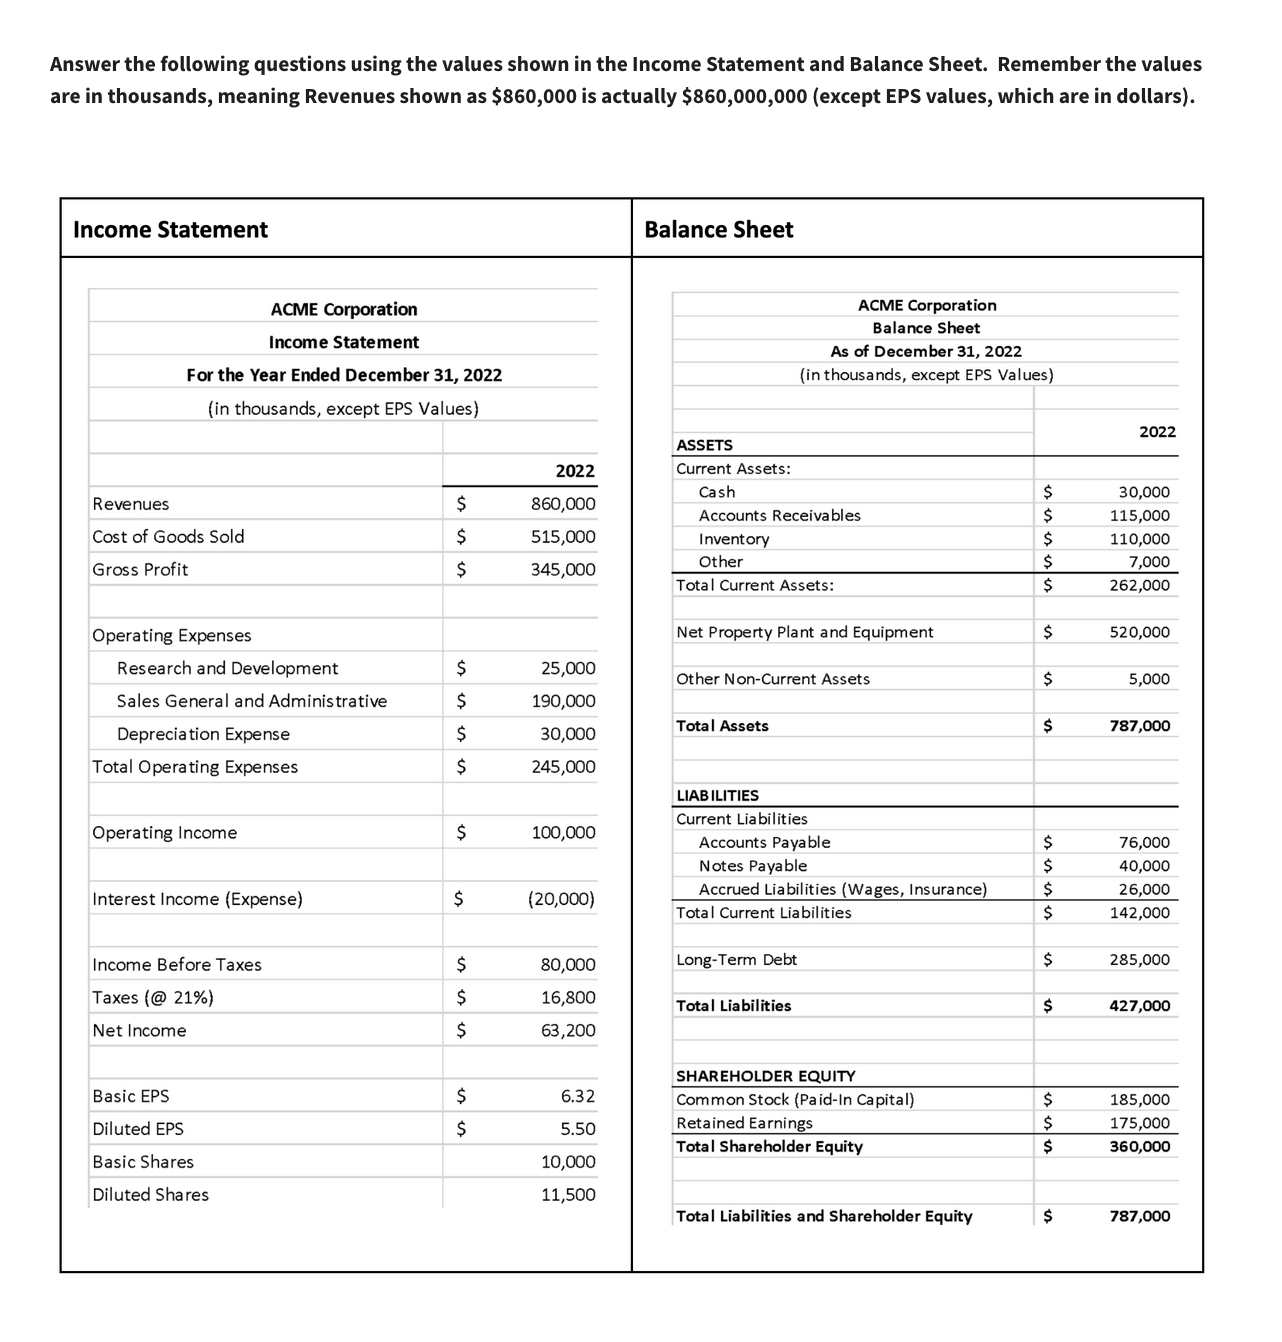 Answer the following questions using the values shown in the Income Statement and Balance Sheet.  Remember the values
are in thousands, meaning Revenues shown as $860,000 is actually $860,000,000 (except EPS values, which are in dollars).
Income Statement
ACME Corporation
Income Statement
For the Year Ended December 31, 2022
(in thousands, except EPS Values)
2022
Revenues $ 860,000
Cost of Goods Sold $ 515,000
Gross Profit $ 345,000
Operating Expenses
Research and Development $ 25,000
Sales General and Administrative $ 190,000
Depreciation Expense $ 30,000
Total Operating Expenses $ 245,000
Operating Income $ 100,000
Interest Income (Expense) $ (20,000)
Income Before Taxes $ 80,000
Taxes (@ 21%) $ 16,800
Net Income $ 63,200
Basic EPS $ 6.32
Diluted EPS $ 5.50
Basic Shares 10,000
Diluted Shares 11,500
Balance Sheet
ACME Corporation
Balance Sheet
As of December 31, 2022
(in thousands, except EPS Values)
2022
ASSETS
Current Assets:
Cash $ 30,000
Accounts Receivables $ 115,000
Inventory $ 110,000
Other $ 7,000
Total Current Assets: $ 262,000
Net Property Plant and Equipment $ 520,000
Other Non-Current Assets $ 5,000
Total Assets $ 787,000
LIABILITIES
Current Liabilities
Accounts Payable $ 76,000
Notes Payable $ 40,000
Accrued Liabilities (Wages, Insurance) $ 26,000
Total Current Liabilities $ 142,000
Long-Term Debt $ 285,000
Total Liabilities $ 427,000
SHAREHOLDER EQUITY
Common Stock (Paid-In Capital) $ 185,000
Retained Earnings $ 175,000
Total Shareholder Equity $ 360,000
Total Liabilities and Shareholder Equity $ 787,000